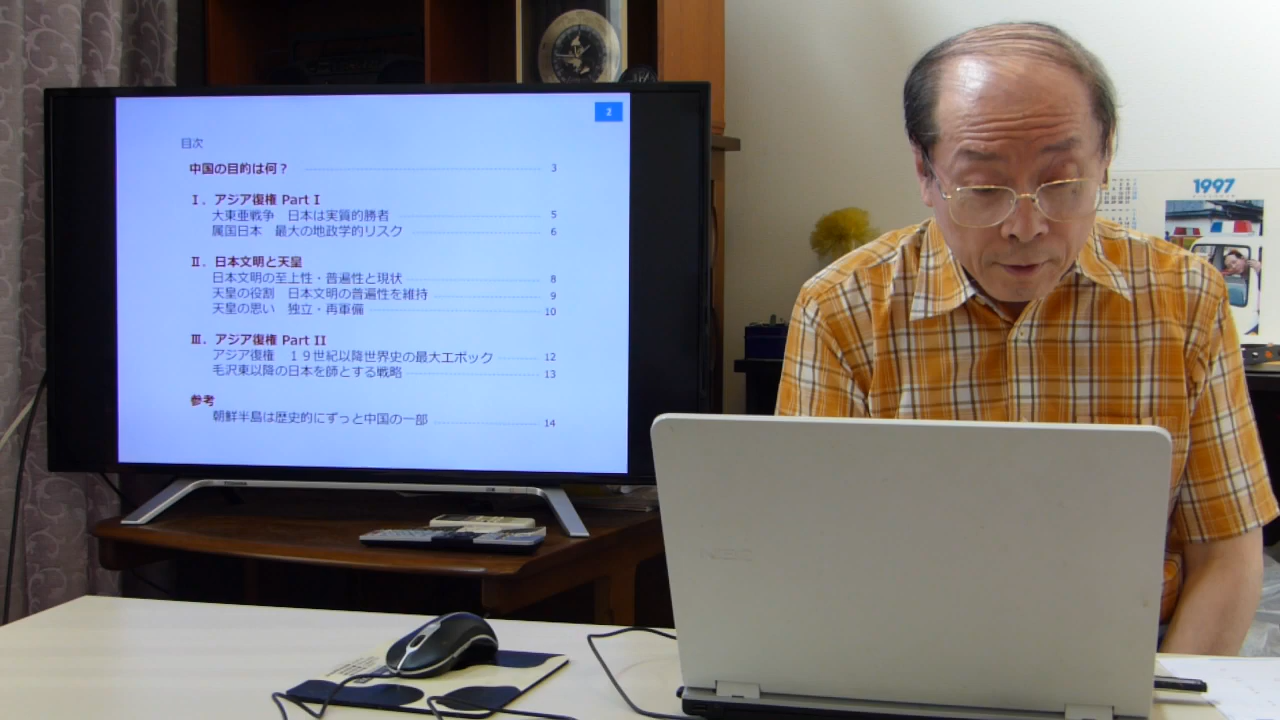 2
目次
中国の目的は何？ 3
Ⅰ．アジア復権 Part I
大東亜戦争　日本は実質的勝者 5
属国日本　最大の地政学的リスク 6
Ⅱ．日本文明と天皇
日本文明の至上性・普遍性と現状 8
天皇の役割　日本文明の普遍性を維持 9
天皇の思い　独立・再軍備 10
Ⅲ．アジア復権 Part II
アジア復権　１９世紀以降世界史の最大エポック 12
毛沢東以降の日本を師とする戦略 13
参考
朝鮮半島は歴史的にずっと中国の一部 14
1997
NEC